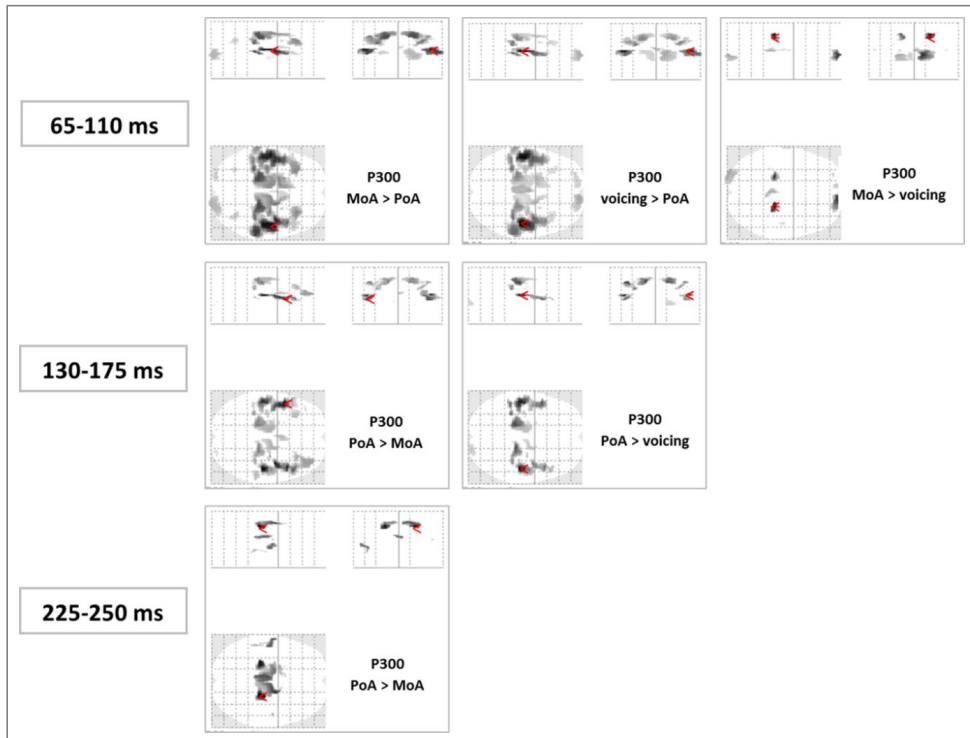 65-110 ms
P300
MoA > PoA
P300
voicing > PoA
P300
MoA > voicing
130-175 ms
P300
PoA > MoA
P300
PoA > voicing
225-250 ms
P300
PoA > MoA